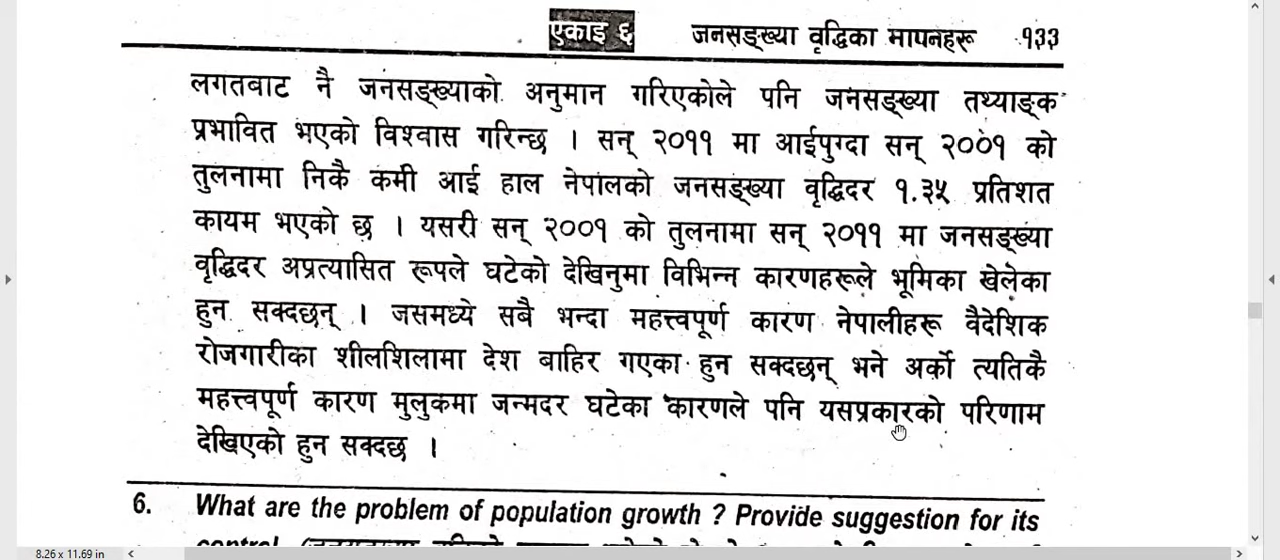 एकाइ ६ जनसङ्ख्या वृद्धिका मापनहरू १३३
लगतबाट नै जनसङ्ख्याको अनुमान गरिएकोले पनि जनसङ्ख्या तथ्याङ्क
प्रभावित भएको विश्वास गरिन्छ । सन् २०११ मा आईपुग्दा सन् २००१ को
तुलनामा निकै कमी आई हाल नेपालको जनसङ्ख्या वृद्धिदर १.३५ प्रतिशत
कायम भएको छ । यसरी सन् २००१ को तुलनामा सन् २०११ मा जनसङ्ख्या
वृद्धिदर अप्रत्यासित रूपले घटेको देखिनुमा विभिन्न कारणहरूले भूमिका खेलेका
हुन सक्दछन् । जसमध्ये सबै भन्दा महत्त्वपूर्ण कारण नेपालीहरू वैदेशिक
रोजगारीका शीलशिलामा देश बाहिर गएका हुन सक्दछन् भने अर्को त्यतिकै
महत्त्वपूर्ण कारण मुलुकमा जन्मदर घटेका कारणले पनि यसप्रकारको परिणाम
देखिएको हुन सक्दछ ।
6. What are the problem of population growth ? Provide suggestion for its
8.26 x 11.69 in